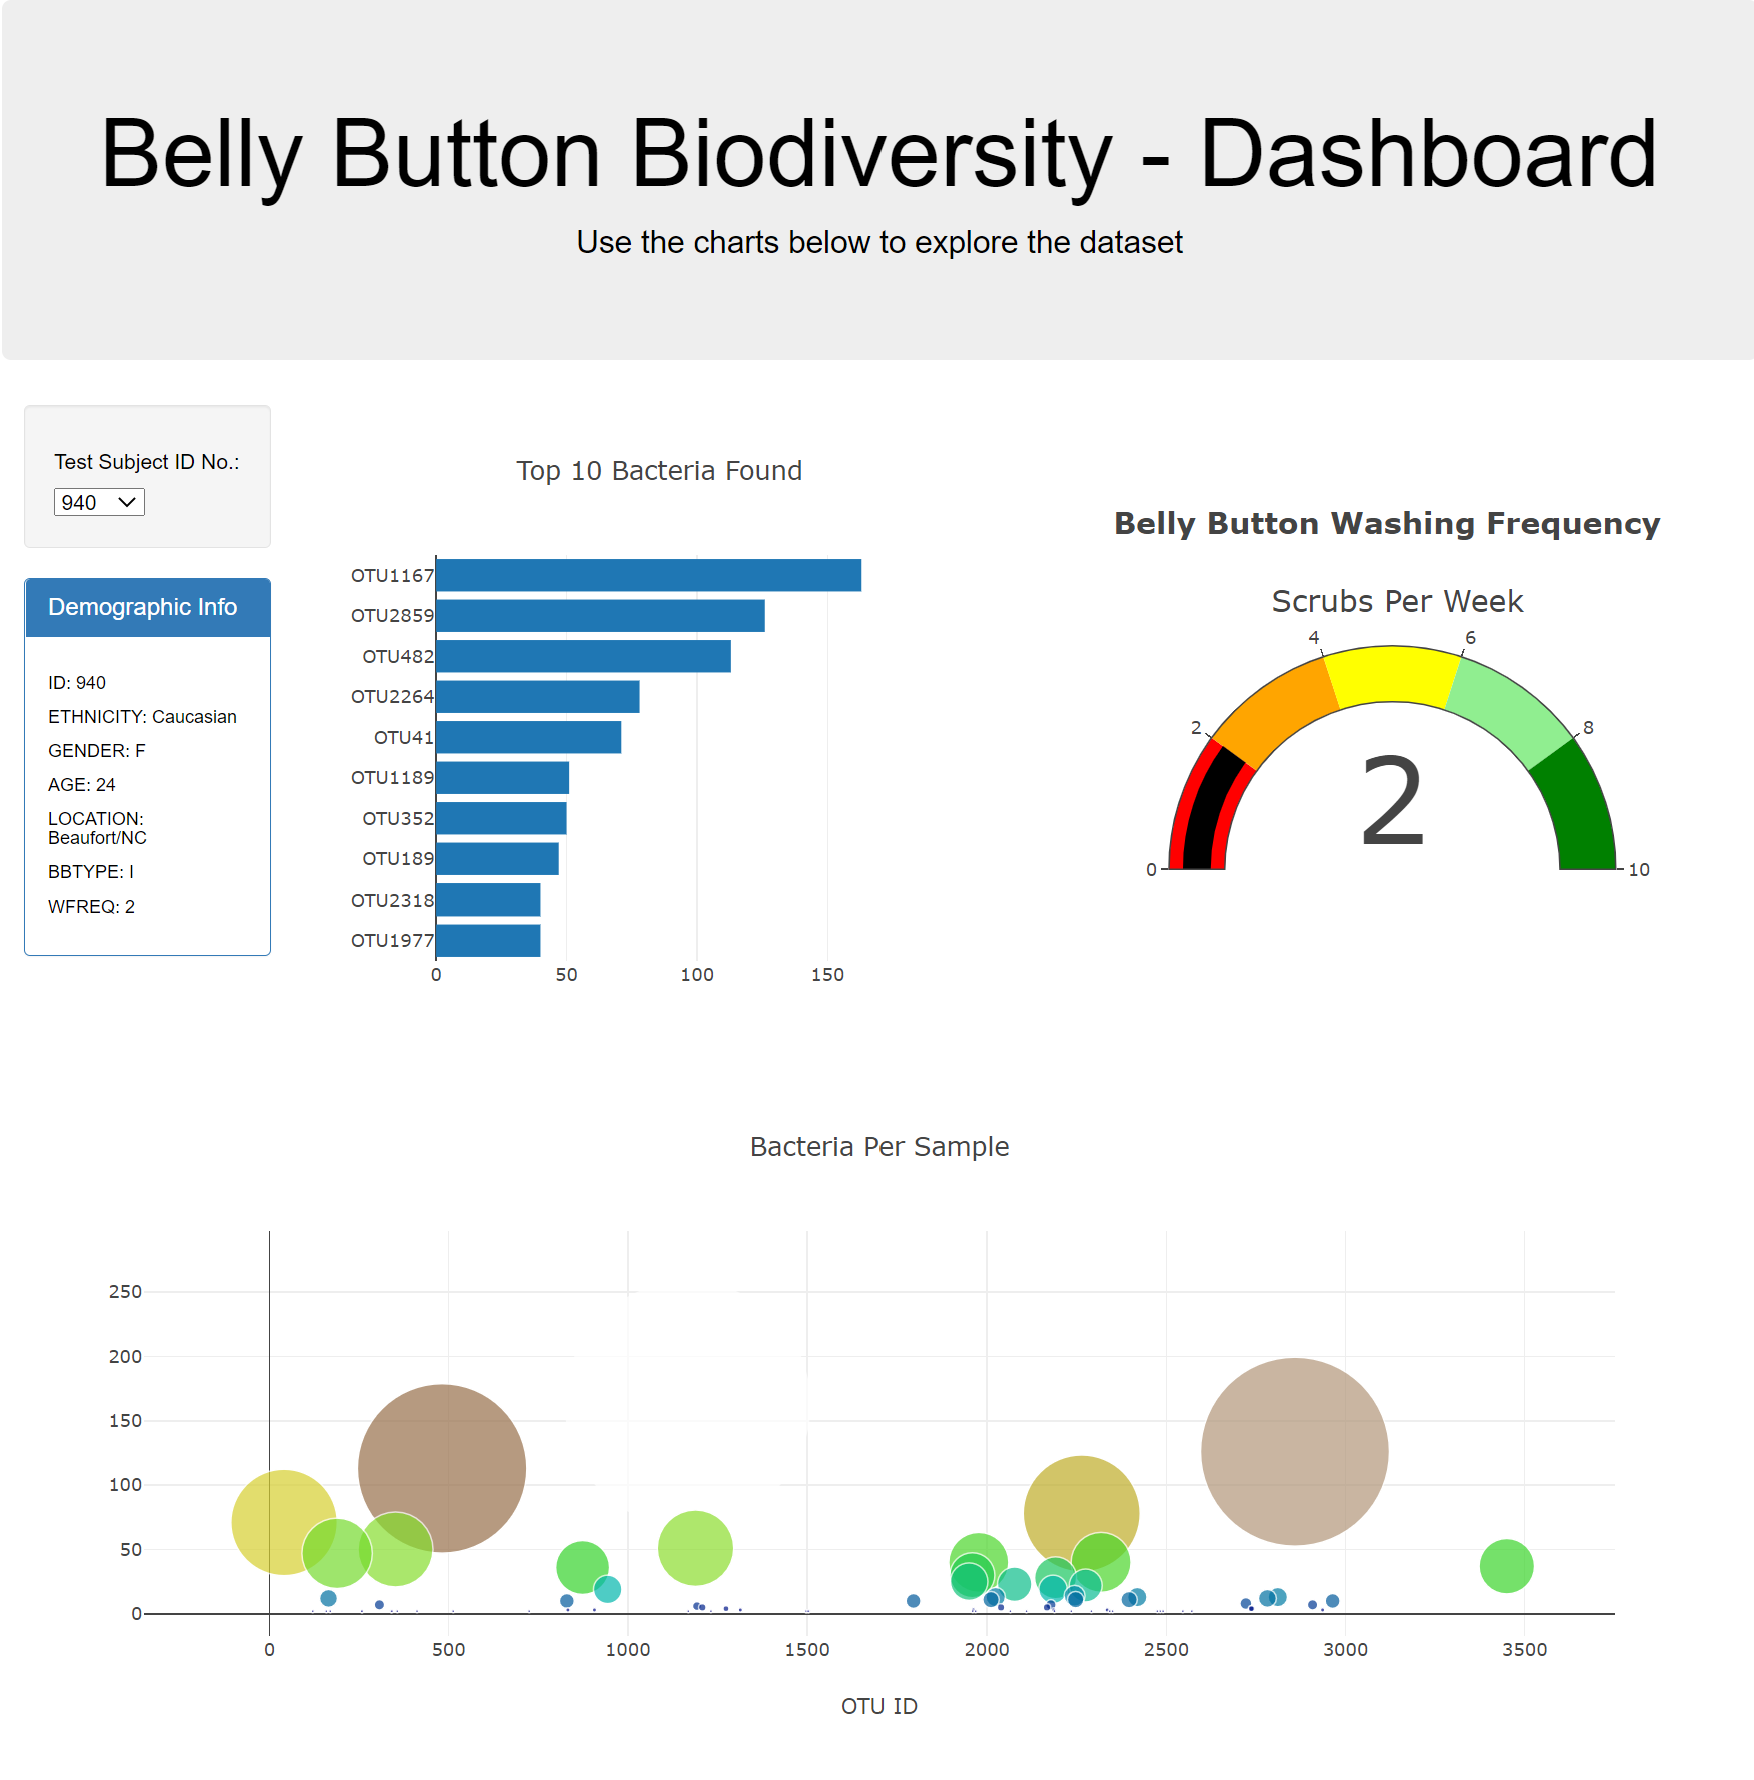 Belly Button Biodiversity - Dashboard
Use the charts below to explore the dataset
Test Subject ID No.:
940
Demographic Info
ID: 940
ETHNICITY: Caucasian
GENDER: F
AGE: 24
LOCATION:
Beaufort/NC
BBTYPE: I
WFREQ: 2
Top 10 Bacteria Found
OTU1167
OTU2859
OTU482
OTU2264
OTU41
OTU1189
OTU352
OTU189
OTU2318
OTU1977
0 50 100 150
Belly Button Washing Frequency
Scrubs Per Week
4 6
2 8
2
0 10
Bacteria Per Sample
250
200
150
100
50
0
0 500 1000 1500 2000 2500 3000 3500
OTU ID